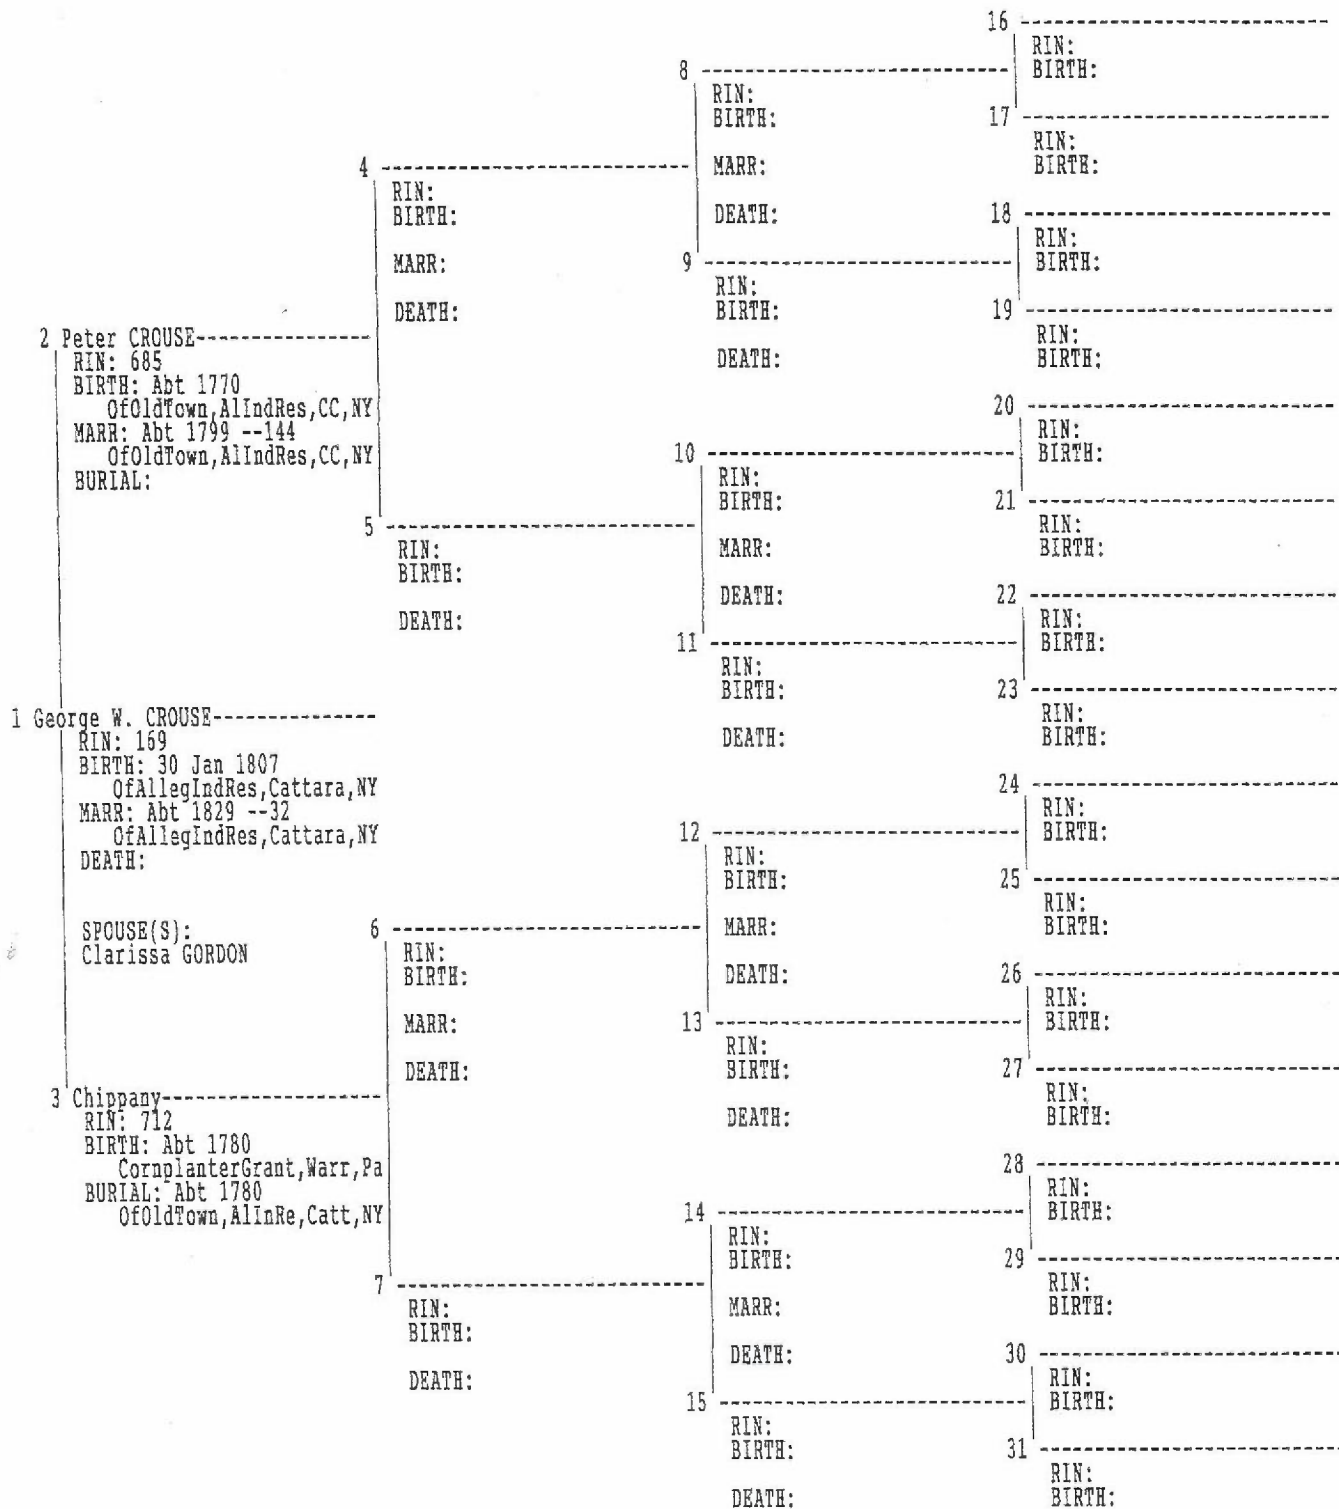 2 Peter CROUSE---------------
RIN: 685
BIRTH: Abt 1770
OfOldTown,AlIndRes,CC,NY
MARR: Abt 1799 --144
OfOldTown,AlIndRes,CC,NY
BURIAL:
1 George W. CROUSE--------------
RIN: 169
BIRTH: 30 Jan 1807
OfAllegIndRes,Cattara,NY
MARR: Abt 1829 --32
OfAllegIndRes,Cattara,NY
DEATH:
SPOUSE(S):
Clarissa GORDON
3 Chippany-------------------
RIN: 712
BIRTH: Abt 1780
CornplanterGrant,Warr,Pa
BURIAL: Abt 1780
OfOldTown,AlInRe,Catt,NY
4 --------------------------
RIN:
BIRTH:
MARR:
DEATH:
5 --------------------------
RIN:
BIRTH:
DEATH:
6 --------------------------
RIN:
BIRTH:
MARR:
DEATH:
7 --------------------------
RIN:
BIRTH:
DEATH:
8 --------------------------
RIN:
BIRTH:
MARR:
DEATH:
9 --------------------------
RIN:
BIRTH:
DEATH:
10 --------------------------
RIN:
BIRTH:
MARR:
DEATH:
11 --------------------------
RIN:
BIRTH:
DEATH:
12 --------------------------
RIN:
BIRTH:
MARR:
DEATH:
13 --------------------------
RIN:
BIRTH:
DEATH:
14 --------------------------
RIN:
BIRTH:
MARR:
DEATH:
15 --------------------------
RIN:
BIRTH:
DEATH:
16 --------------------------
RIN:
BIRTH:
17 --------------------------
RIN:
BIRTH:
18 --------------------------
RIN:
BIRTH:
19 --------------------------
RIN:
BIRTH:
20 --------------------------
RIN:
BIRTH:
21 --------------------------
RIN:
BIRTH:
22 --------------------------
RIN:
BIRTH:
23 --------------------------
RIN:
BIRTH:
24 --------------------------
RIN:
BIRTH:
25 --------------------------
RIN:
BIRTH:
26 --------------------------
RIN:
BIRTH:
27 --------------------------
RIN:
BIRTH:
28 --------------------------
RIN:
BIRTH:
29 --------------------------
RIN:
BIRTH:
30 --------------------------
RIN:
BIRTH:
31 --------------------------
RIN:
BIRTH: